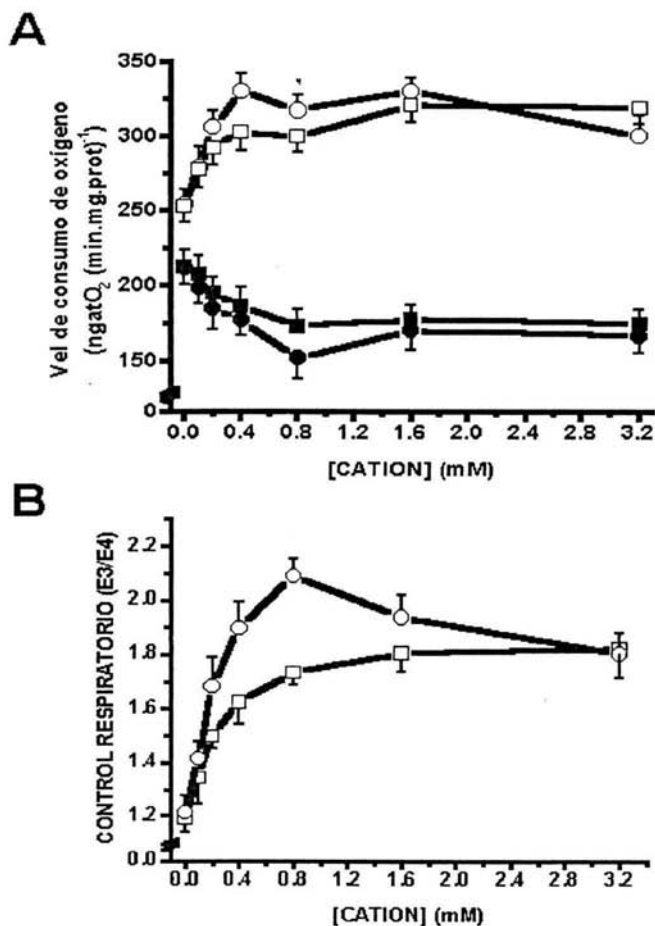 A
Vel de consumo de oxígeno
(ngatO₂ (min.mg.prot)⁻¹
350
300
250
200
150
0
0.0 0.4 0.8 1.2 1.6 2.0 2.4 2.8 3.2
[CATION] (mM)
B
CONTROL RESPIRATORIO (E3/E4)
2.2
2.0
1.8
1.6
1.4
1.2
0.0
0.0 0.4 0.8 1.2 1.6 2.0 2.4 2.8 3.2
[CATION] (mM)